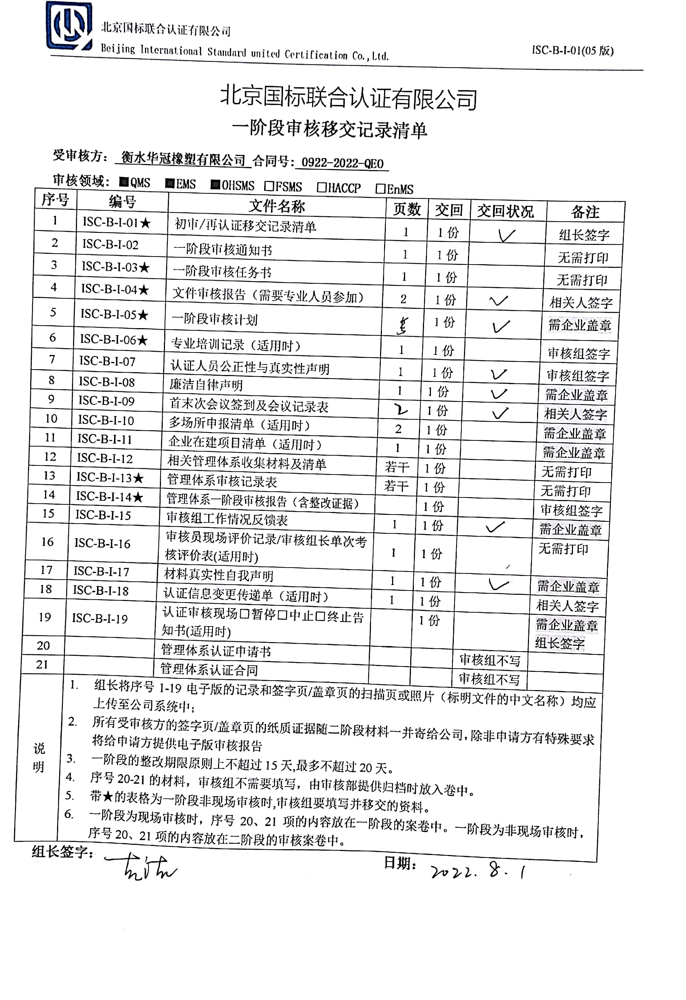 北京国标联合认证有限公司
Beijing International Standard united Certification Co.,Ltd.
ISC-B-I-01(05 版)
北京国标联合认证有限公司
一阶段审核移交记录清单
受审核方： 衡水华冠橡塑有限公司 合同号: 0922-2022-QEO
审核领域: ■QMS ■EMS ■OHSMS □FSMS □HACCP □EnMS
序号 编号 文件名称 页数 交回 交回状况 备注
1 ISC-B-I-01★ 初审/再认证移交记录清单 1 1 份 ✓ 组长签字
2 ISC-B-I-02 一阶段审核通知书 1 1 份 无需打印
3 ISC-B-I-03★ 一阶段审核任务书 1 1 份 无需打印
4 ISC-B-I-04★ 文件审核报告（需要专业人员参加） 2 1 份 ✓ 相关人签字
5 ISC-B-I-05★ 一阶段审核计划 1 份 ✓ 需企业盖章
6 ISC-B-I-06★ 专业培训记录（适用时） 1 1 份 审核组签字
7 ISC-B-I-07 认证人员公正性与真实性声明 1 1 份 ✓ 审核组签字
8 ISC-B-I-08 廉洁自律声明 1 1 份 ✓ 需企业盖章
9 ISC-B-I-09 首末次会议签到及会议记录表 2 1 份 ✓ 相关人签字
10 ISC-B-I-10 多场所申报清单（适用时） 2 1 份 需企业盖章
11 ISC-B-I-11 企业在建项目清单（适用时） 1 1 份 需企业盖章
12 ISC-B-I-12 相关管理体系收集材料及清单 若干 1 份 无需打印
13 ISC-B-I-13★ 管理体系审核记录表 若干 1 份 无需打印
14 ISC-B-I-14★ 管理体系一阶段审核报告（含整改证据） 1 份 审核组签字
15 ISC-B-I-15 审核组工作情况反馈表 1 1 份 ✓ 需企业盖章
16 ISC-B-I-16 审核员现场评价记录/审核组长单次考 1 1 份 无需打印
核评价表(适用时)
17 ISC-B-I-17 材料真实性自我声明 1 1 份 ✓ 需企业盖章
18 ISC-B-I-18 认证信息变更传递单（适用时） 1 1 份 相关人签字
19 ISC-B-I-19 认证审核现场□暂停□中止□终止告 1 份 需企业盖章
知书(适用时) 组长签字
20 管理体系认证申请书 审核组不写
21 管理体系认证合同 审核组不写
说明
1. 组长将序号 1-19 电子版的记录和签字页/盖章页的扫描页或照片（标明文件的中文名称）均应
上传至公司系统中；
2. 所有受审核方的签字页/盖章页的纸质证据随二阶段材料一并寄给公司,除非申请方有特殊要求
将给申请方提供电子版审核报告
3. 一阶段的整改期限原则上不超过 15 天,最多不超过 20 天。
4. 序号 20-21 的材料，审核组不需要填写，由审核部提供归档时放入卷中。
5. 带★的表格为一阶段非现场审核时,审核组要填写并移交的资料。
6. 一阶段为现场审核时，序号 20、21 项的内容放在一阶段的案卷中。一阶段为非现场审核时，
序号 20、21 项的内容放在二阶段的审核案卷中。
组长签字： 日期： 2022. 8. 1